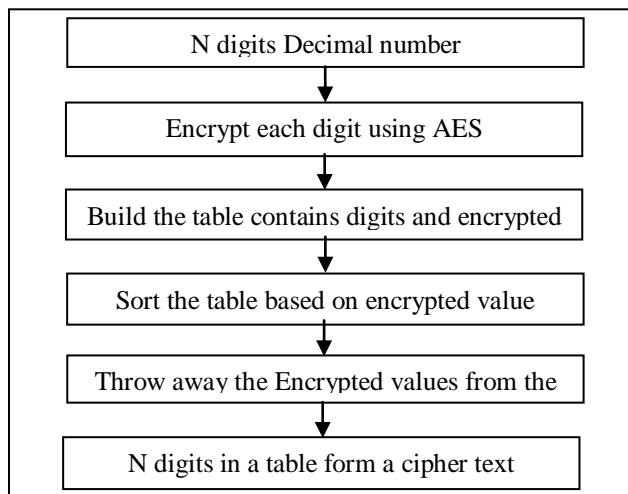 N digits Decimal number
Encrypt each digit using AES
Build the table contains digits and encrypted
Sort the table based on encrypted value
Throw away the Encrypted values from the
N digits in a table form a cipher text